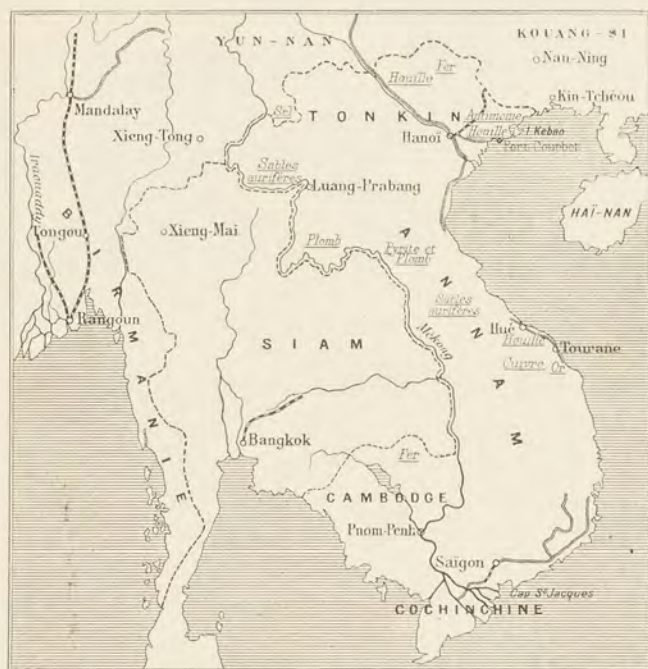 YUN-NAN
KOUANG-SI
Nan-Ning
Kin-Tchéou
Fer
Houille
Mandalay
Sel
TONKIN
Xieng-Tong
Hanoï
Antimoine
Houille
I. Kebao
Port-Courbet
Iraouaddy
Sables
aurifères
Luang-Prabang
HAÏ-NAN
BIRMANIE
Tongou
Xieng-Mai
Plomb
ANNAM
Pyrite et
Plomb
Sables
aurifères
Rangoun
SIAM
Mekong
Hué
Houille
Tourane
Cuivre
Or
Bangkok
Fer
CAMBODGE
Pnom-Penh
Saïgon
Cap St Jacques
COCHINCHINE